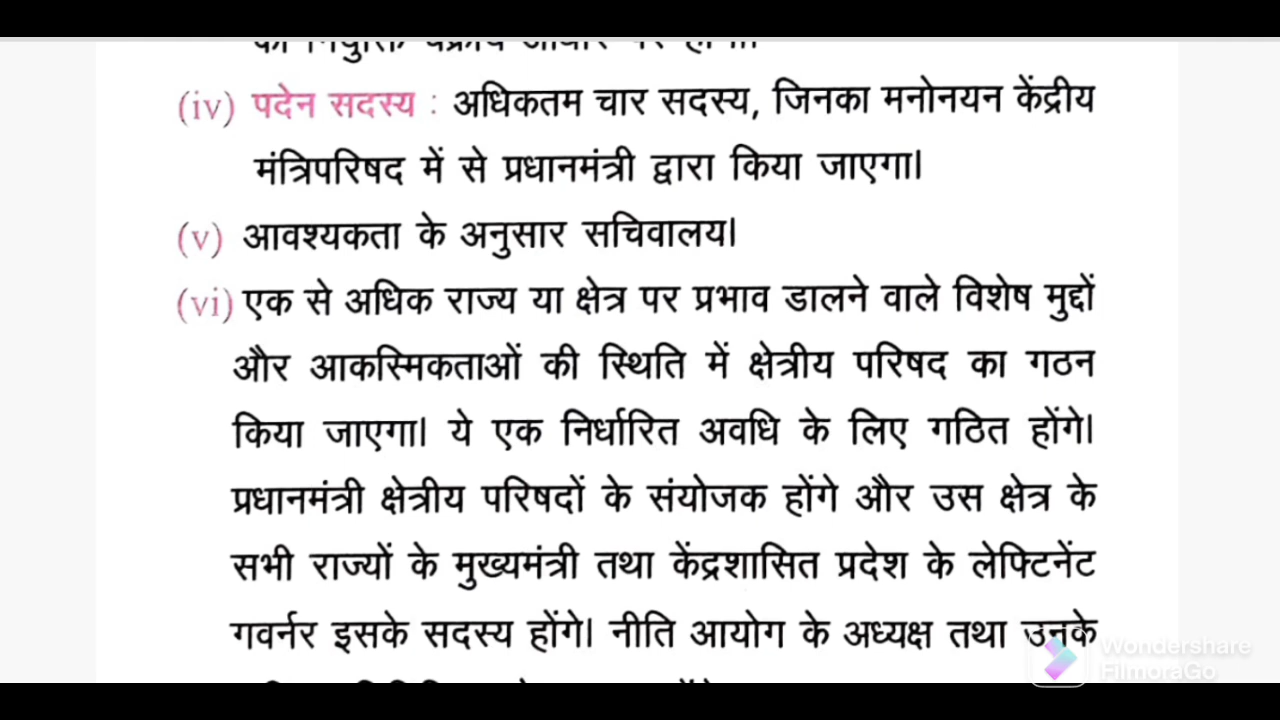 (iv) पदेन सदस्य : अधिकतम चार सदस्य, जिनका मनोनयन केंद्रीय
मंत्रिपरिषद में से प्रधानमंत्री द्वारा किया जाएगा।
(v) आवश्यकता के अनुसार सचिवालय।
(vi) एक से अधिक राज्य या क्षेत्र पर प्रभाव डालने वाले विशेष मुद्दों
और आकस्मिकताओं की स्थिति में क्षेत्रीय परिषद का गठन
किया जाएगा। ये एक निर्धारित अवधि के लिए गठित होंगे।
प्रधानमंत्री क्षेत्रीय परिषदों के संयोजक होंगे और उस क्षेत्र के
सभी राज्यों के मुख्यमंत्री तथा केंद्रशासित प्रदेश के लेफ्टिनेंट
गवर्नर इसके सदस्य होंगे। नीति आयोग के अध्यक्ष तथा उनके
Wondershare
FilmoraGo